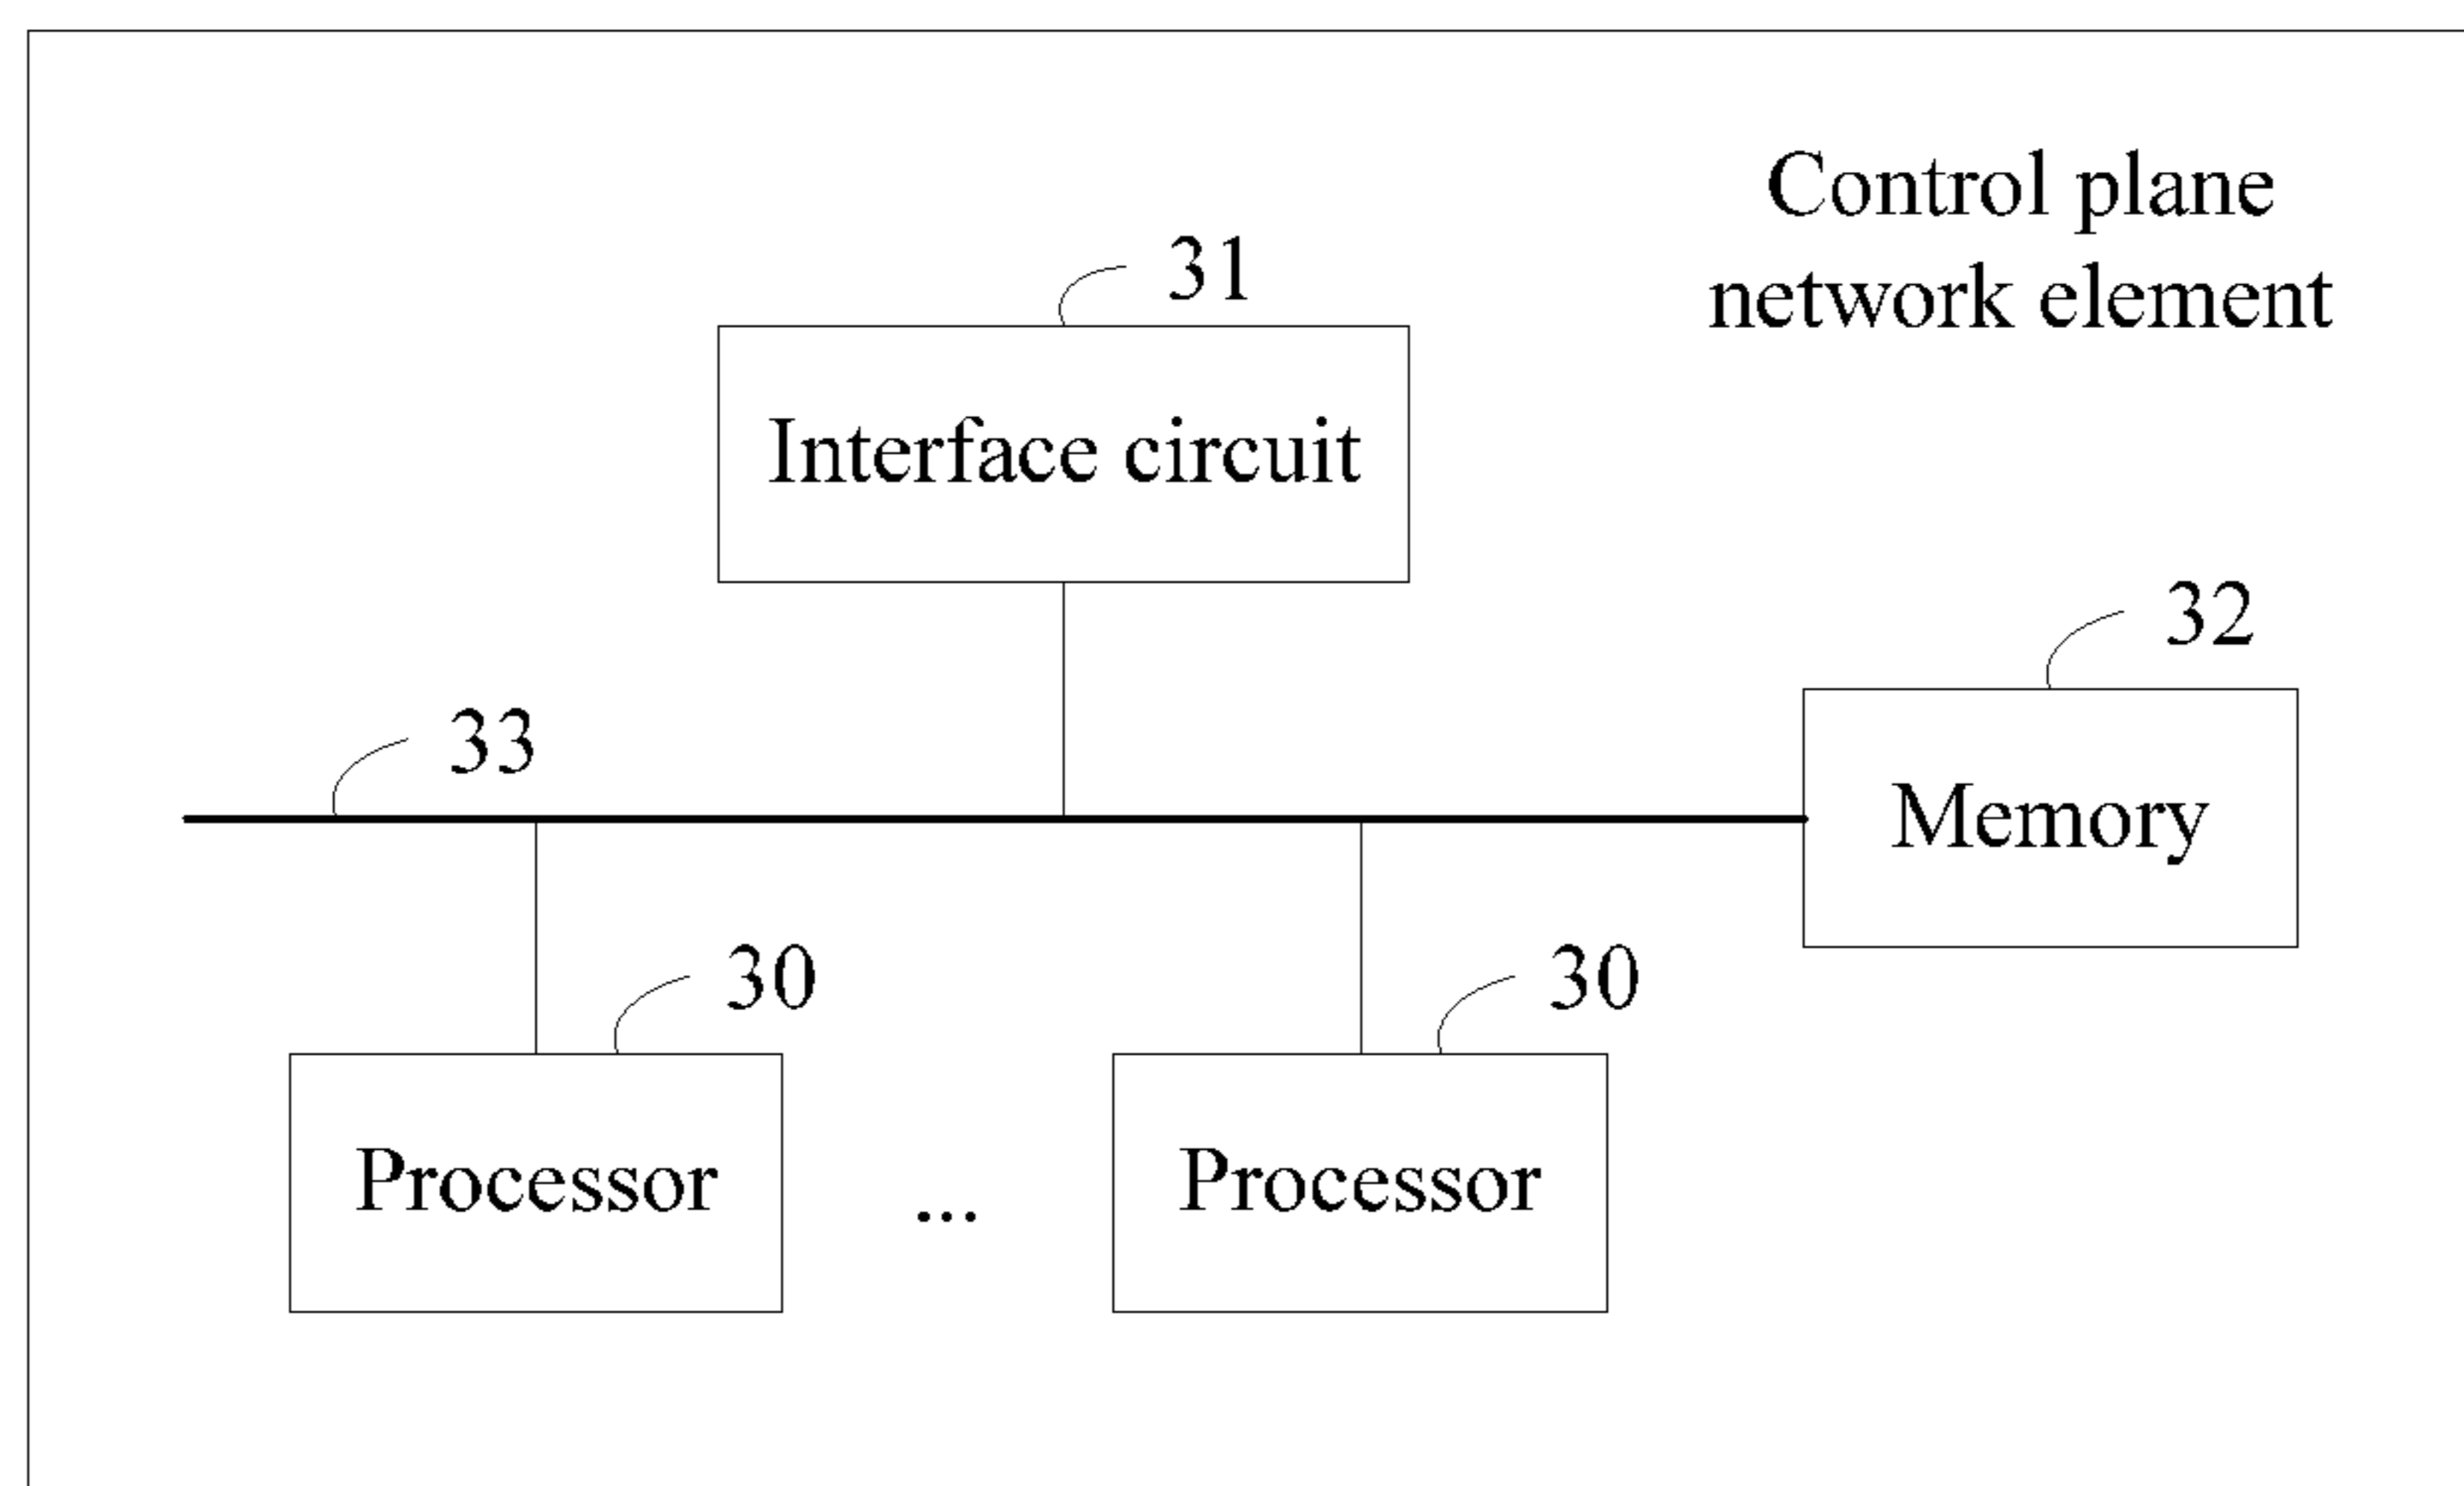 Control plane
network element
31
Interface circuit
32
33
Memory
30
30
Processor
...
Processor